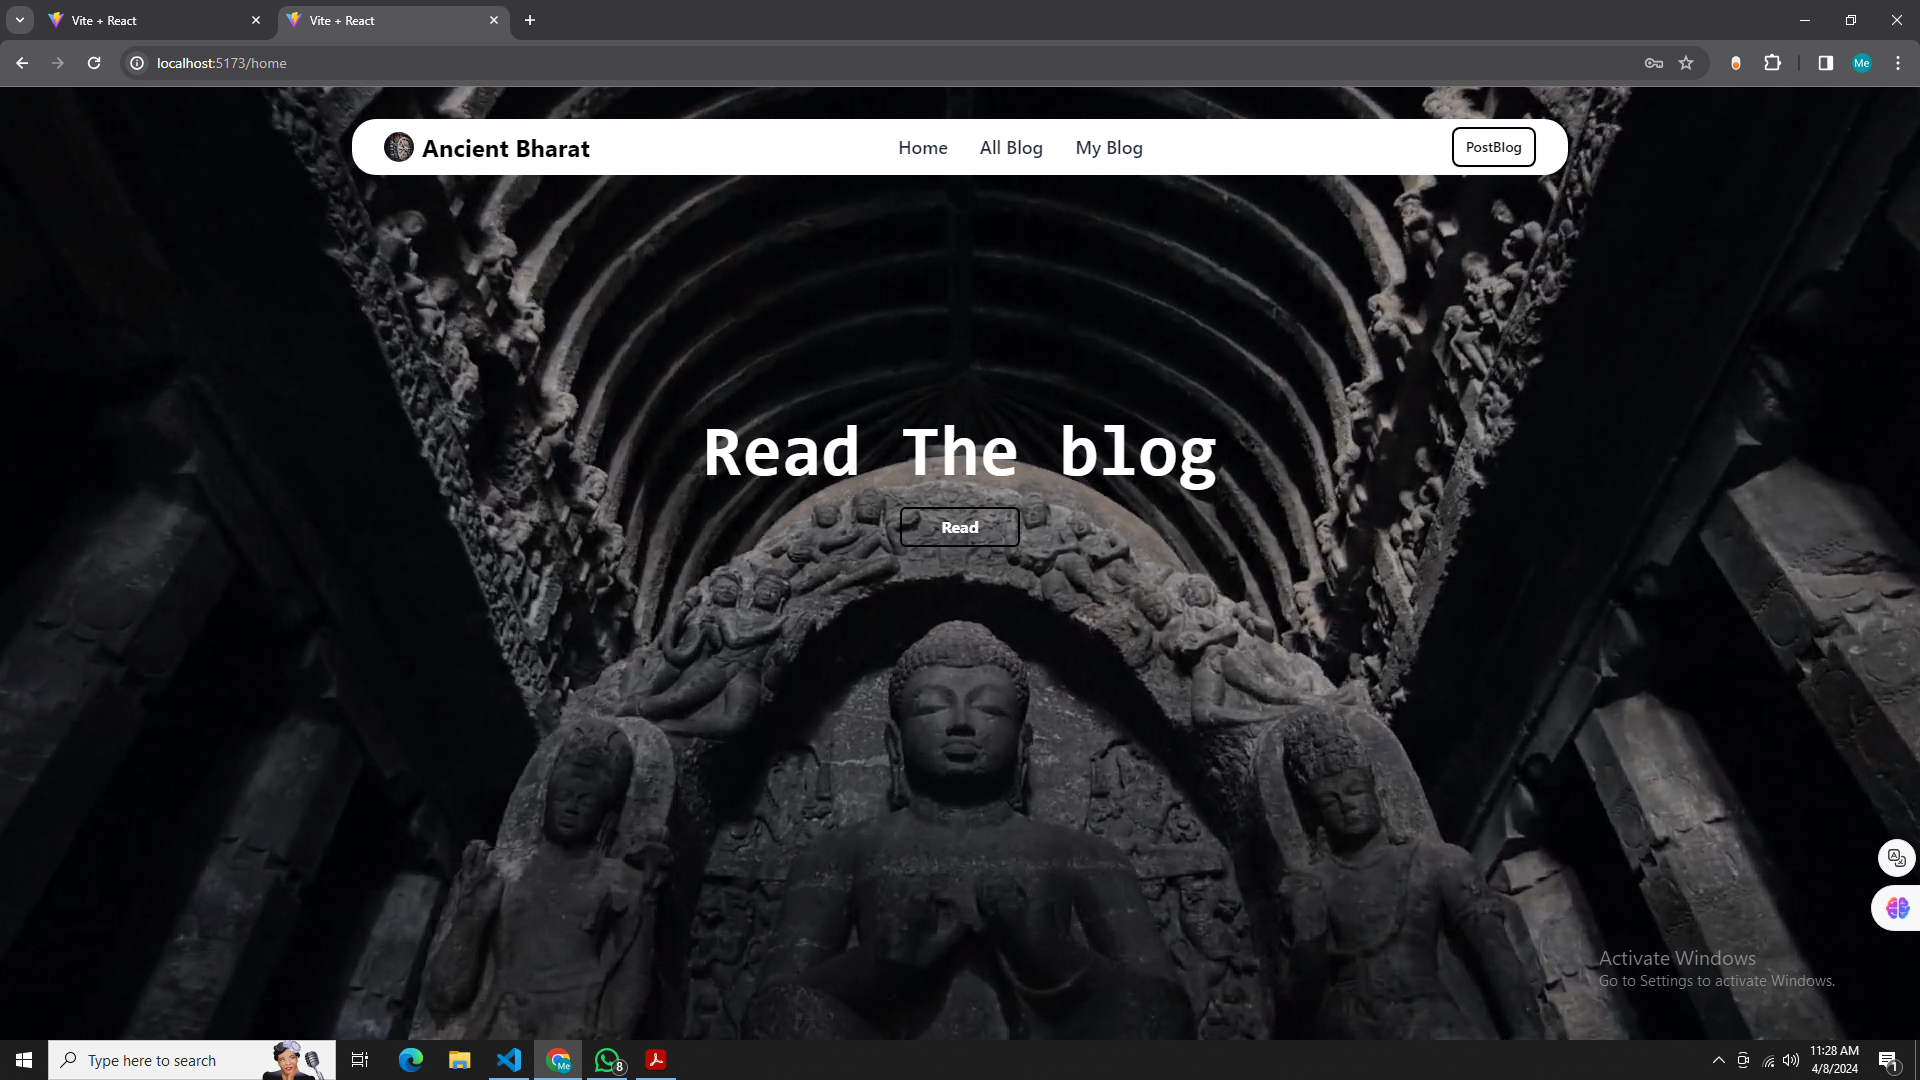 Vite + React
Vite + React
localhost:5173/home
Me
Ancient Bharat
Home
All Blog
My Blog
PostBlog
Read The blog
Read
Activate Windows
Go to Settings to activate Windows.
Type here to search
Me
8
11:28 AM
4/8/2024
1